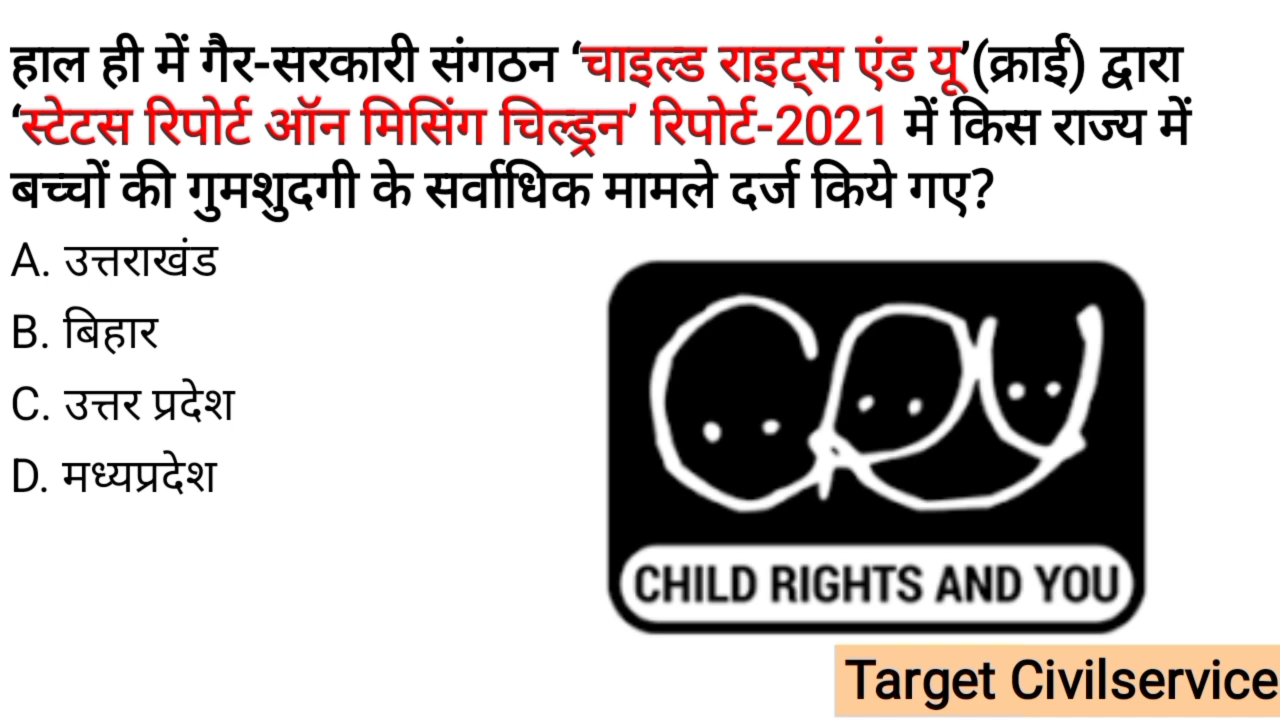 हाल ही में गैर-सरकारी संगठन ‘चाइल्ड राइट्स एंड यू’(क्राई) द्वारा
‘स्टेटस रिपोर्ट ऑन मिसिंग चिल्ड्रन’ रिपोर्ट-2021 में किस राज्य में
बच्चों की गुमशुदगी के सर्वाधिक मामले दर्ज किये गए?
A. उत्तराखंड
B. बिहार
C. उत्तर प्रदेश
D. मध्यप्रदेश
CRY
CHILD RIGHTS AND YOU
Target Civilservice